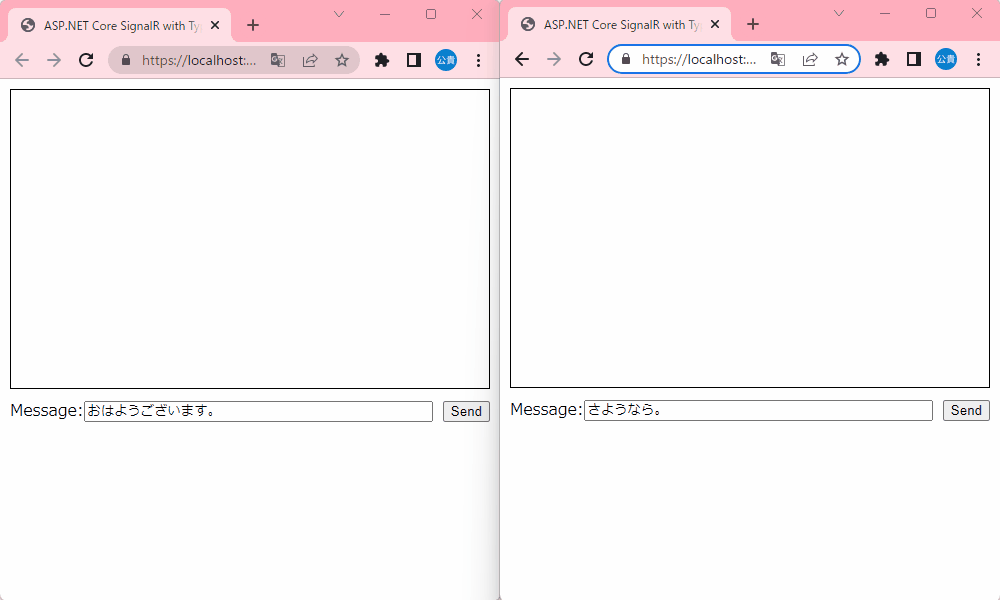 ASP.NET Core SignalR with Ty
https://localhost:...
公貴
Message:おはようございます。 Send
ASP.NET Core SignalR with Ty
https://localhost:...
公貴
Message:さようなら。 Send